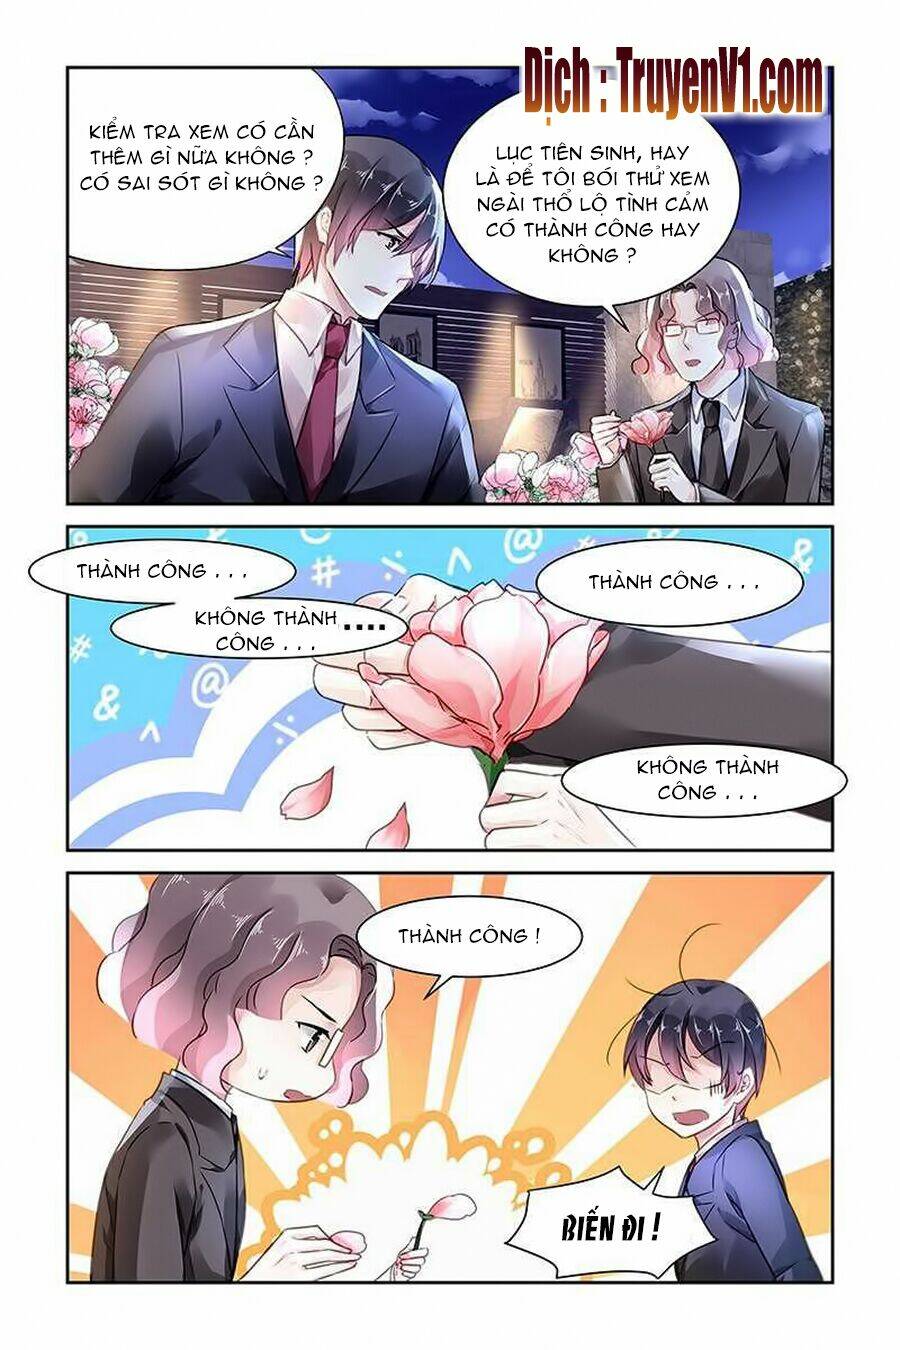 Dịch : TruyenV1.com
KIỂM TRA XEM CÓ CẦN
THÊM GÌ NỮA KHÔNG ?
CÓ SAI SÓT GÌ KHÔNG ?
LỤC TIÊN SINH, HAY
LÀ ĐỂ TÔI BÓI THỬ XEM
NGÀI THỔ LỘ TÌNH CẢM
CÓ THÀNH CÔNG HAY
KHÔNG ?
THÀNH CÔNG . . .
KHÔNG THÀNH
CÔNG . . .
....
THÀNH CÔNG . . .
KHÔNG THÀNH
CÔNG . . .
THÀNH CÔNG !
BIẾN ĐI !